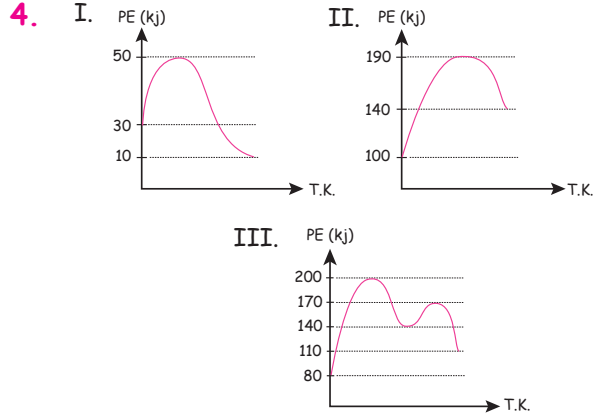 4.
I.
PE (kj)
50
30
10
T.K.
II.
PE (kj)
190
140
100
T.K.
III.
PE (kj)
200
170
140
110
80
T.K.